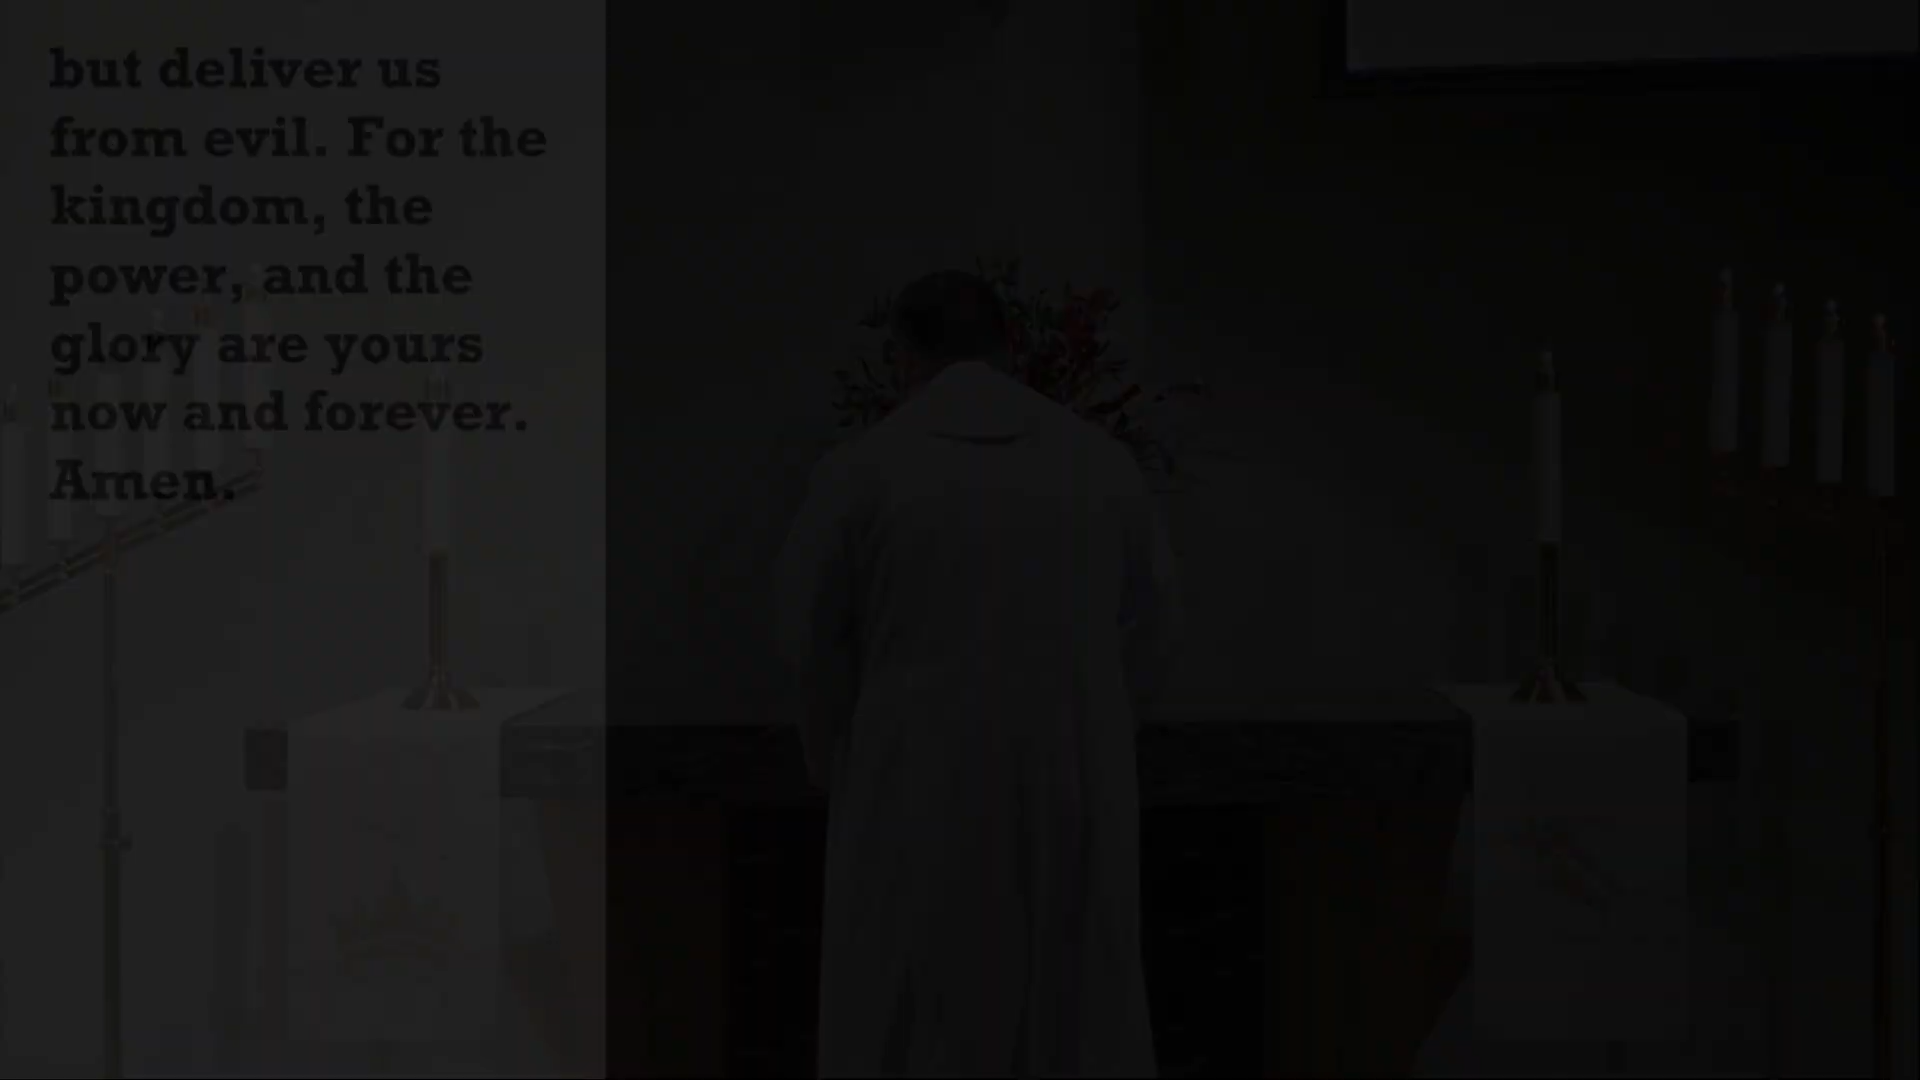 but deliver us
from evil. For the
kingdom, the
power, and the
glory are yours
now and forever.
Amen.